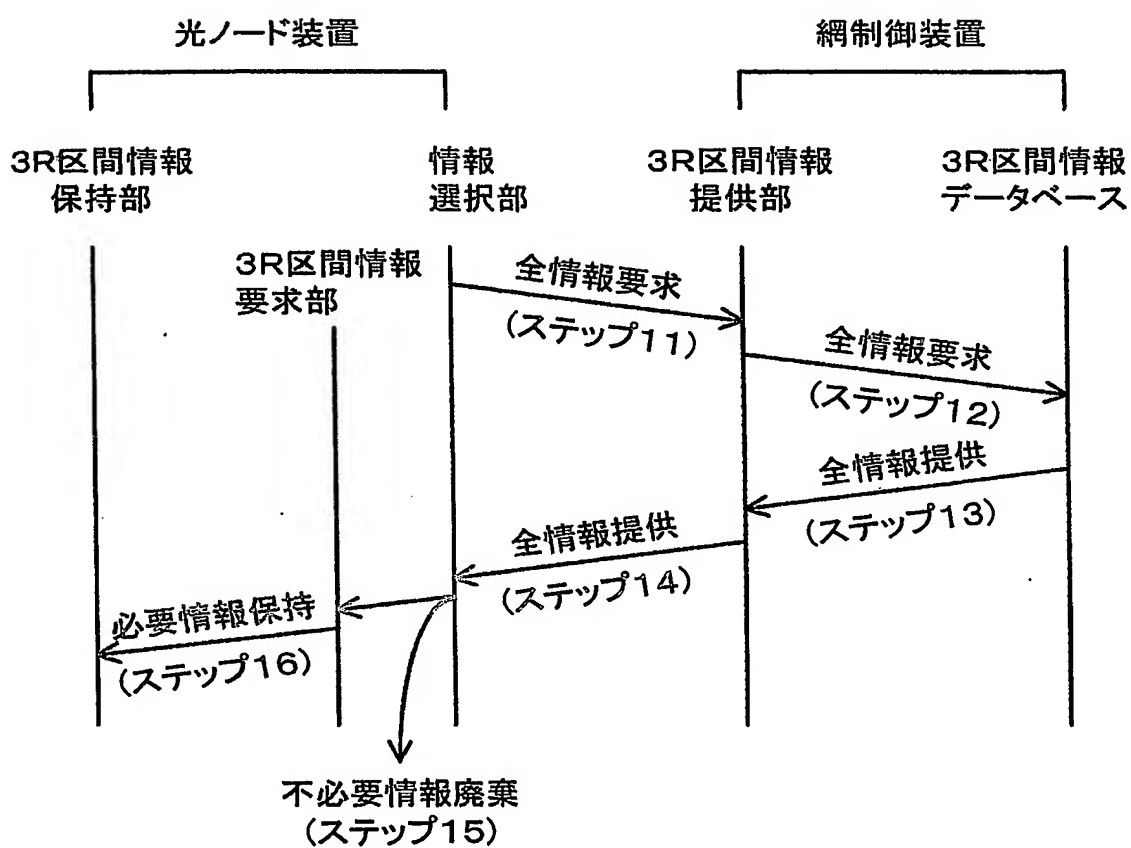 光ノード装置
網制御装置
3R区間情報
保持部
情報
選択部
3R区間情報
提供部
3R区間情報
データベース
3R区間情報
要求部
全情報要求
(ステップ11)
全情報要求
(ステップ12)
全情報提供
(ステップ13)
全情報提供
(ステップ14)
必要情報保持
(ステップ16)
不必要情報廃棄
(ステップ15)